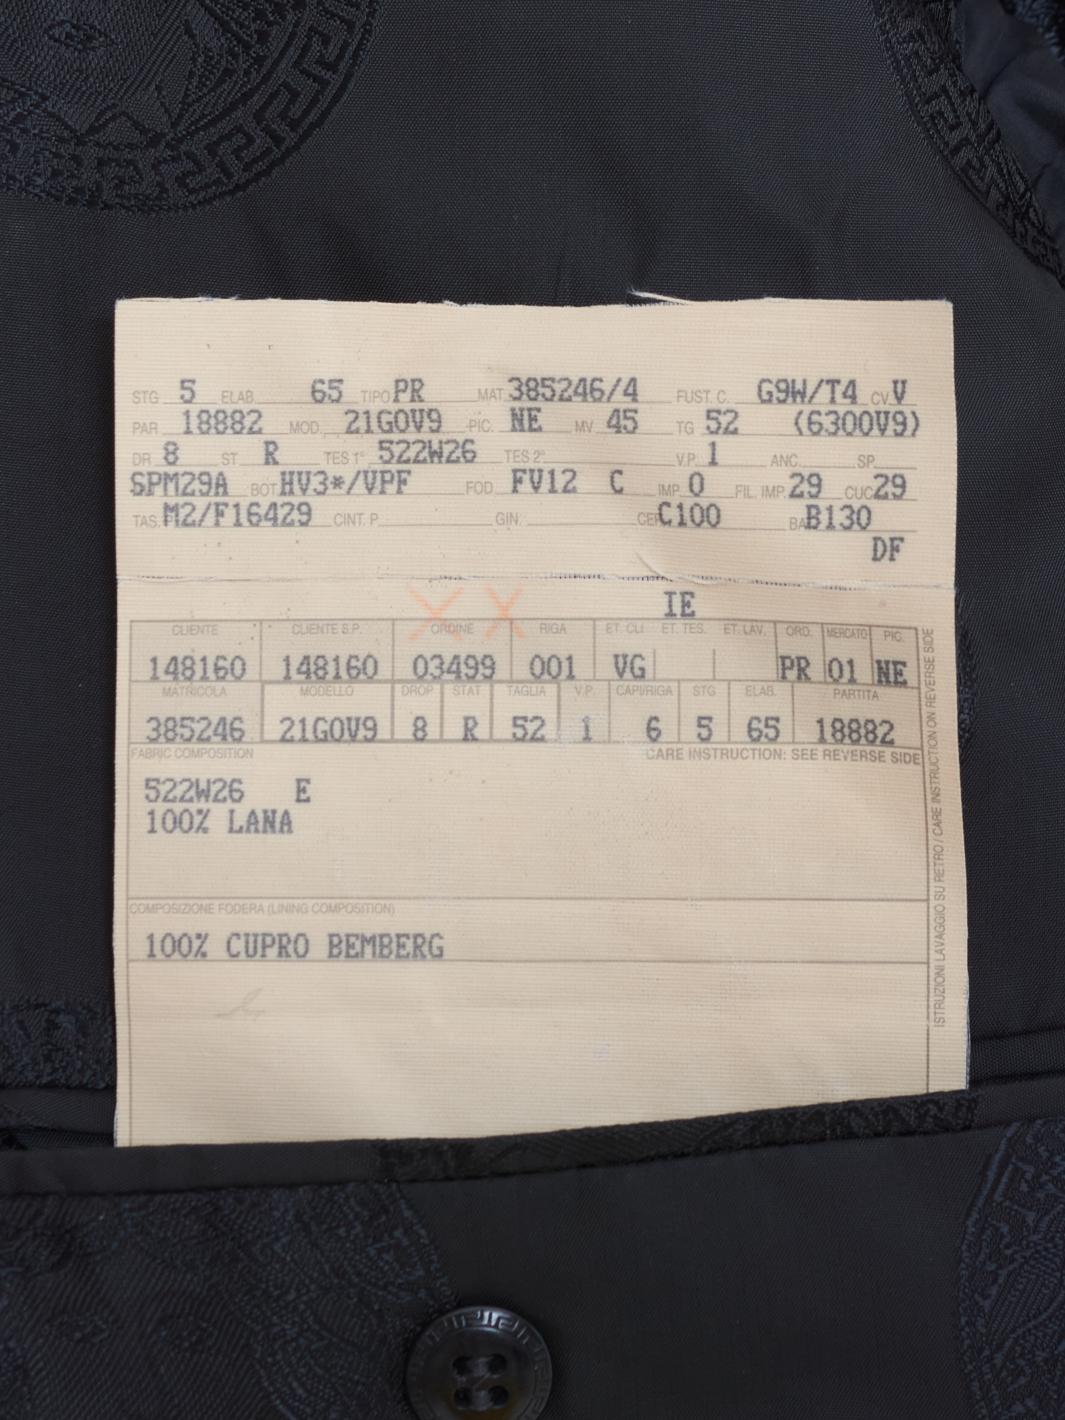 STG 5 ELAB. 65 TIPO PR MAT. 385246/4 FUST. C. G9W/T4 CV V
PAR 18882 MOD. 21GOV9 PIC. NE MV 45 TG 52 (6300V9)
DR 8 ST R TES 1° 522W26 TES 2° V.P. 1 ANC. SP.
SPM29A BOT HV3*/VPF FOD. FV12 C IMP. 0 FIL. IMP. 29 CUC 29
TAS. M2/F16429 CINT. P. GIN. CER C100 BA B130
DF
IE
CLIENTE CLIENTE S.P. ORDINE RIGA ET. CLI ET. TES. ET. LAV. ORD. MERCATO PIC.
148160 148160 03499 001 VG PR 01 NE
MATRICOLA MODELLO DROP STAT TAGLIA V.P. CAPI/RIGA STG ELAB. PARTITA
385246 21GOV9 8 R 52 1 6 5 65 18882
FABRIC COMPOSITION CARE INSTRUCTION: SEE REVERSE SIDE
522W26 E
100% LANA
COMPOSIZIONE FODERA (LINING COMPOSITION)
100% CUPRO BEMBERG
ISTRUZIONI LAVAGGIO SU RETRO / CARE INSTRUCTION ON REVERSE SIDE